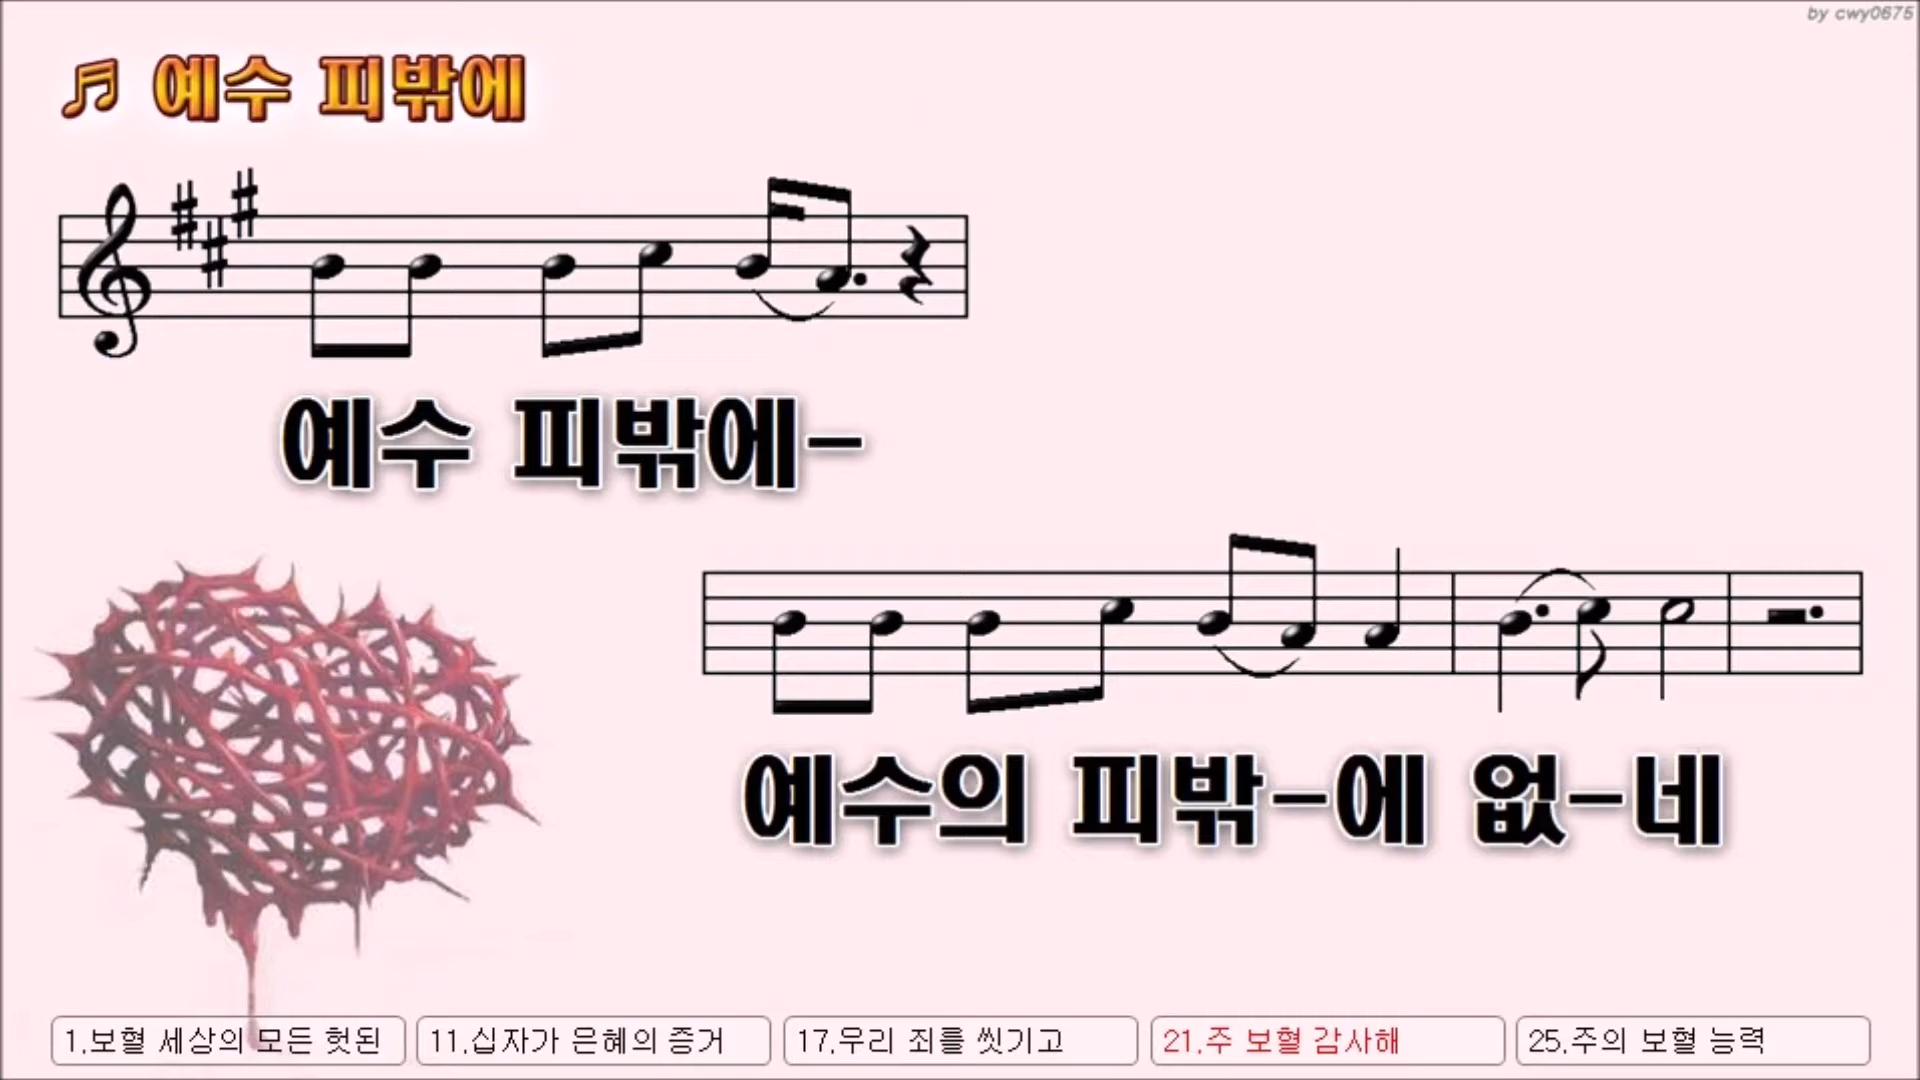 by cwy0675
♬ 예수 피밖에
예수 피밖에-
예수의 피밖-에 없-네
1.보혈 세상의 모든 헛된
11.십자가 은혜의 증거
17.우리 죄를 씻기고
21.주 보혈 감사해
25.주의 보혈 능력